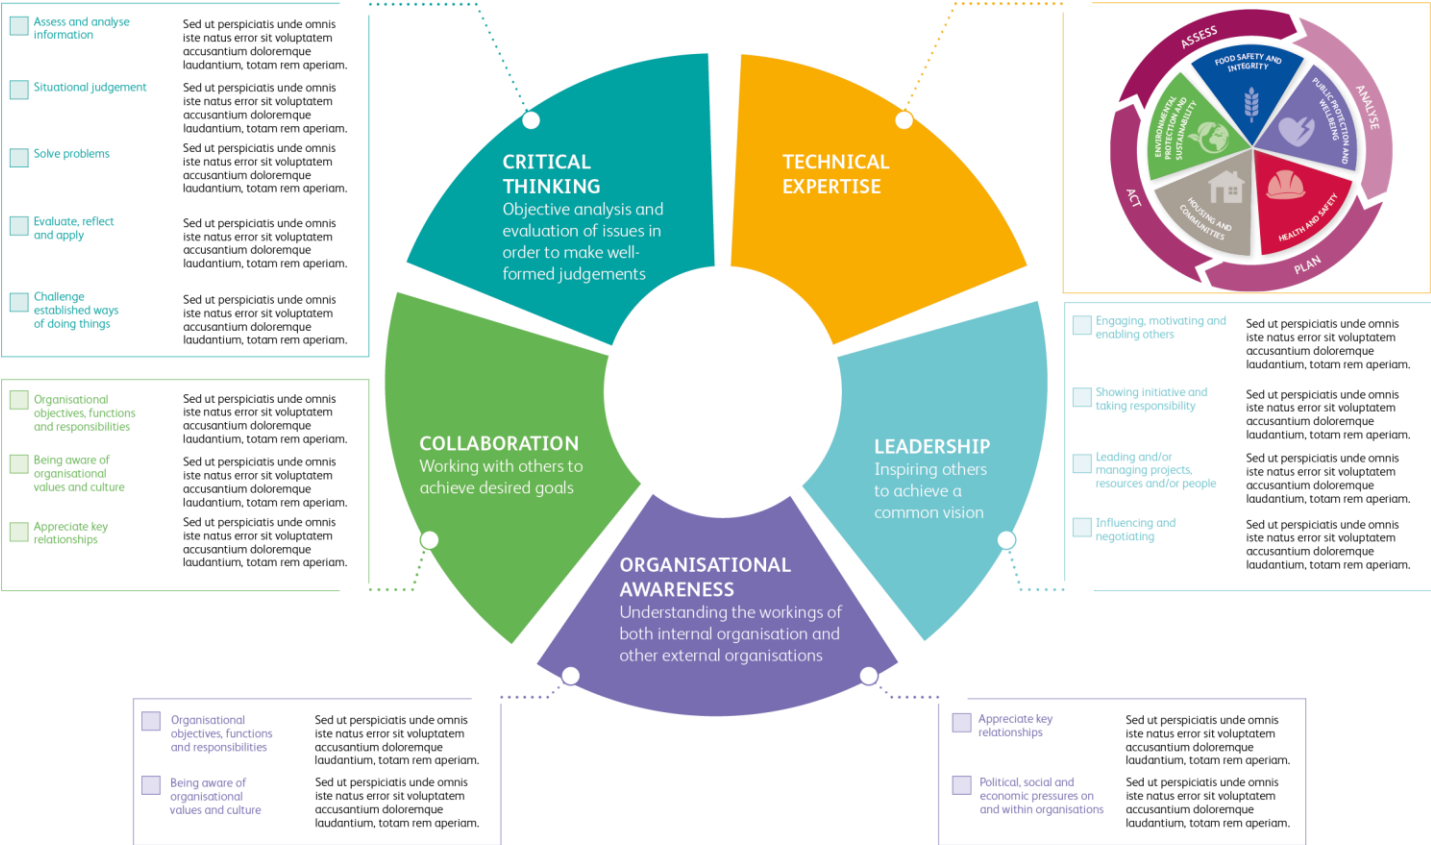 Assess and analyse
information
Sed ut perspiciatis unde omnis
iste natus error sit voluptatem
accusantium doloremque
laudantium, totam rem aperiam.
Situational judgement
Sed ut perspiciatis unde omnis
iste natus error sit voluptatem
accusantium doloremque
laudantium, totam rem aperiam.
Solve problems
Sed ut perspiciatis unde omnis
iste natus error sit voluptatem
accusantium doloremque
laudantium, totam rem aperiam.
Evaluate, reflect
and apply
Sed ut perspiciatis unde omnis
iste natus error sit voluptatem
accusantium doloremque
laudantium, totam rem aperiam.
Challenge
established ways
of doing things
Sed ut perspiciatis unde omnis
iste natus error sit voluptatem
accusantium doloremque
laudantium, totam rem aperiam.
CRITICAL
THINKING
Objective analysis and
evaluation of issues in
order to make well-
formed judgements
TECHNICAL
EXPERTISE
ASSESS
ANALYSE
PLAN
ACT
FOOD SAFETY AND
INTEGRITY
PUBLIC PROTECTION AND
WELLBEING
HEALTH AND SAFETY
HOUSING AND
COMMUNITIES
ENVIRONMENTAL
PROTECTION AND
SUSTAINABILITY
Organisational
objectives, functions
and responsibilities
Sed ut perspiciatis unde omnis
iste natus error sit voluptatem
accusantium doloremque
laudantium, totam rem aperiam.
Being aware of
organisational
values and culture
Sed ut perspiciatis unde omnis
iste natus error sit voluptatem
accusantium doloremque
laudantium, totam rem aperiam.
Appreciate key
relationships
Sed ut perspiciatis unde omnis
iste natus error sit voluptatem
accusantium doloremque
laudantium, totam rem aperiam.
COLLABORATION
Working with others to
achieve desired goals
LEADERSHIP
Inspiring others
to achieve a
common vision
Engaging, motivating and
enabling others
Sed ut perspiciatis unde omnis
iste natus error sit voluptatem
accusantium doloremque
laudantium, totam rem aperiam.
Showing initiative and
taking responsibility
Sed ut perspiciatis unde omnis
iste natus error sit voluptatem
accusantium doloremque
laudantium, totam rem aperiam.
Leading and/or
managing projects,
resources and/or people
Sed ut perspiciatis unde omnis
iste natus error sit voluptatem
accusantium doloremque
laudantium, totam rem aperiam.
Influencing and
negotiating
Sed ut perspiciatis unde omnis
iste natus error sit voluptatem
accusantium doloremque
laudantium, totam rem aperiam.
ORGANISATIONAL
AWARENESS
Understanding the workings of
both internal organisation and
other external organisations
Organisational
objectives, functions
and responsibilities
Sed ut perspiciatis unde omnis
iste natus error sit voluptatem
accusantium doloremque
laudantium, totam rem aperiam.
Being aware of
organisational
values and culture
Sed ut perspiciatis unde omnis
iste natus error sit voluptatem
accusantium doloremque
laudantium, totam rem aperiam.
Appreciate key
relationships
Sed ut perspiciatis unde omnis
iste natus error sit voluptatem
accusantium doloremque
laudantium, totam rem aperiam.
Political, social and
economic pressures on
and within organisations
Sed ut perspiciatis unde omnis
iste natus error sit voluptatem
accusantium doloremque
laudantium, totam rem aperiam.